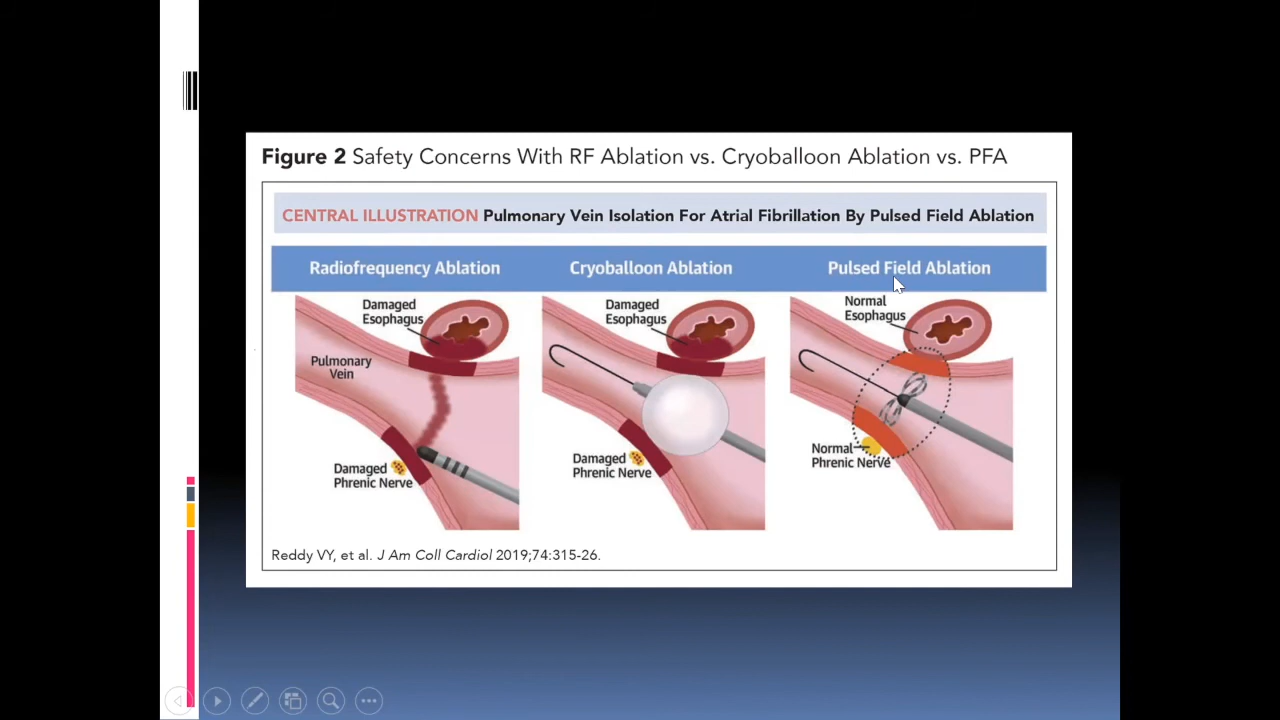 Figure 2 Safety Concerns With RF Ablation vs. Cryoballoon Ablation vs. PFA
CENTRAL ILLUSTRATION Pulmonary Vein Isolation For Atrial Fibrillation By Pulsed Field Ablation
Radiofrequency Ablation
Damaged
Esophagus
Pulmonary
Vein
Damaged
Phrenic Nerve
Cryoballoon Ablation
Damaged
Esophagus
Damaged
Phrenic Nerve
Pulsed Field Ablation
Normal
Esophagus
Normal
Phrenic Nerve
Reddy VY, et al. J Am Coll Cardiol 2019;74:315-26.